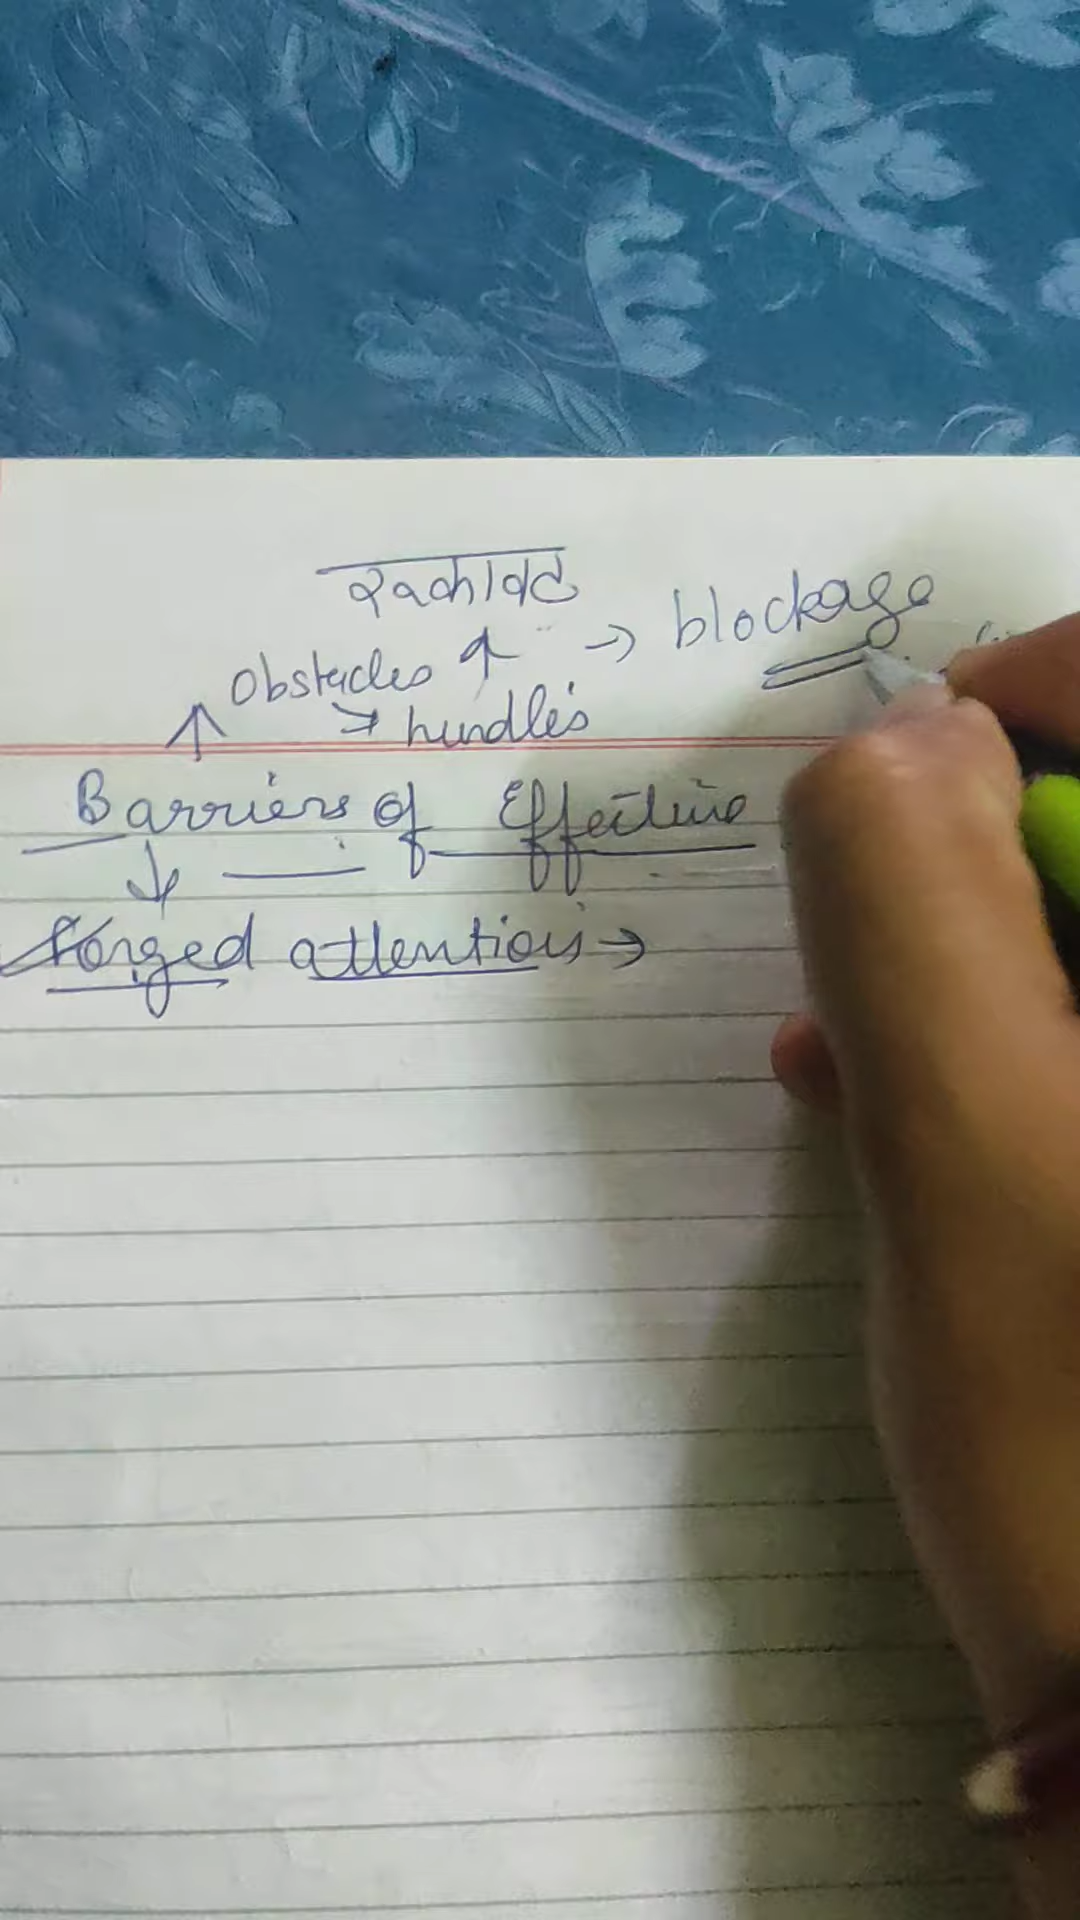 रुकावट
Obstacles → blockage
→ hurdles
Barriers of Effective
Forged attention →